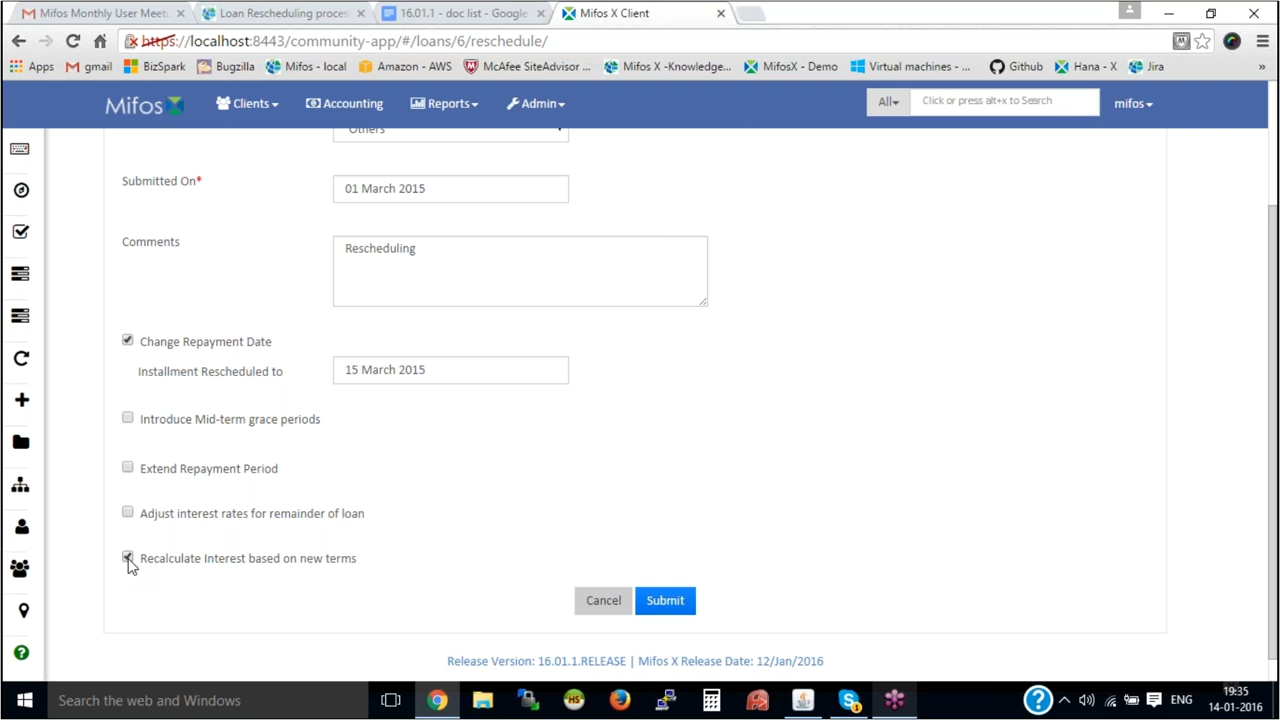 Mifos Monthly User Meetu
Loan Rescheduling proces
16.01.1 - doc list - Google
Mifos X Client
https://localhost:8443/community-app/#/loans/6/reschedule/
Apps
gmail
BizSpark
Bugzilla
Mifos - local
Amazon - AWS
McAfee SiteAdvisor ...
Mifos X -Knowledge...
MifosX - Demo
Virtual machines - ...
Github
Hana - X
Jira
»
Mifos
Clients
Accounting
Reports
Admin
All
Click or press alt+x to Search
mifos
Others
Submitted On*
01 March 2015
Comments
Rescheduling
Change Repayment Date
Installment Rescheduled to
15 March 2015
Introduce Mid-term grace periods
Extend Repayment Period
Adjust interest rates for remainder of loan
Recalculate Interest based on new terms
Cancel
Submit
Release Version: 16.01.1.RELEASE | Mifos X Release Date: 12/Jan/2016
Search the web and Windows
HS
1
ENG
19:35
14-01-2016